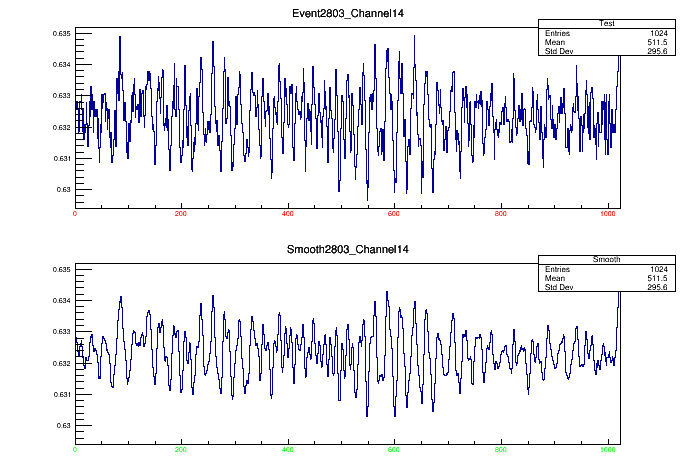 Event2803_Channel14
Test
Entries 1024
Mean 511.5
Std Dev 295.6
0.635
0.634
0.633
0.632
0.631
0.63
0 200 400 600 800 1000
Smooth2803_Channel14
Smooth
Entries 1024
Mean 511.5
Std Dev 295.6
0.635
0.634
0.633
0.632
0.631
0.63
0 200 400 600 800 1000